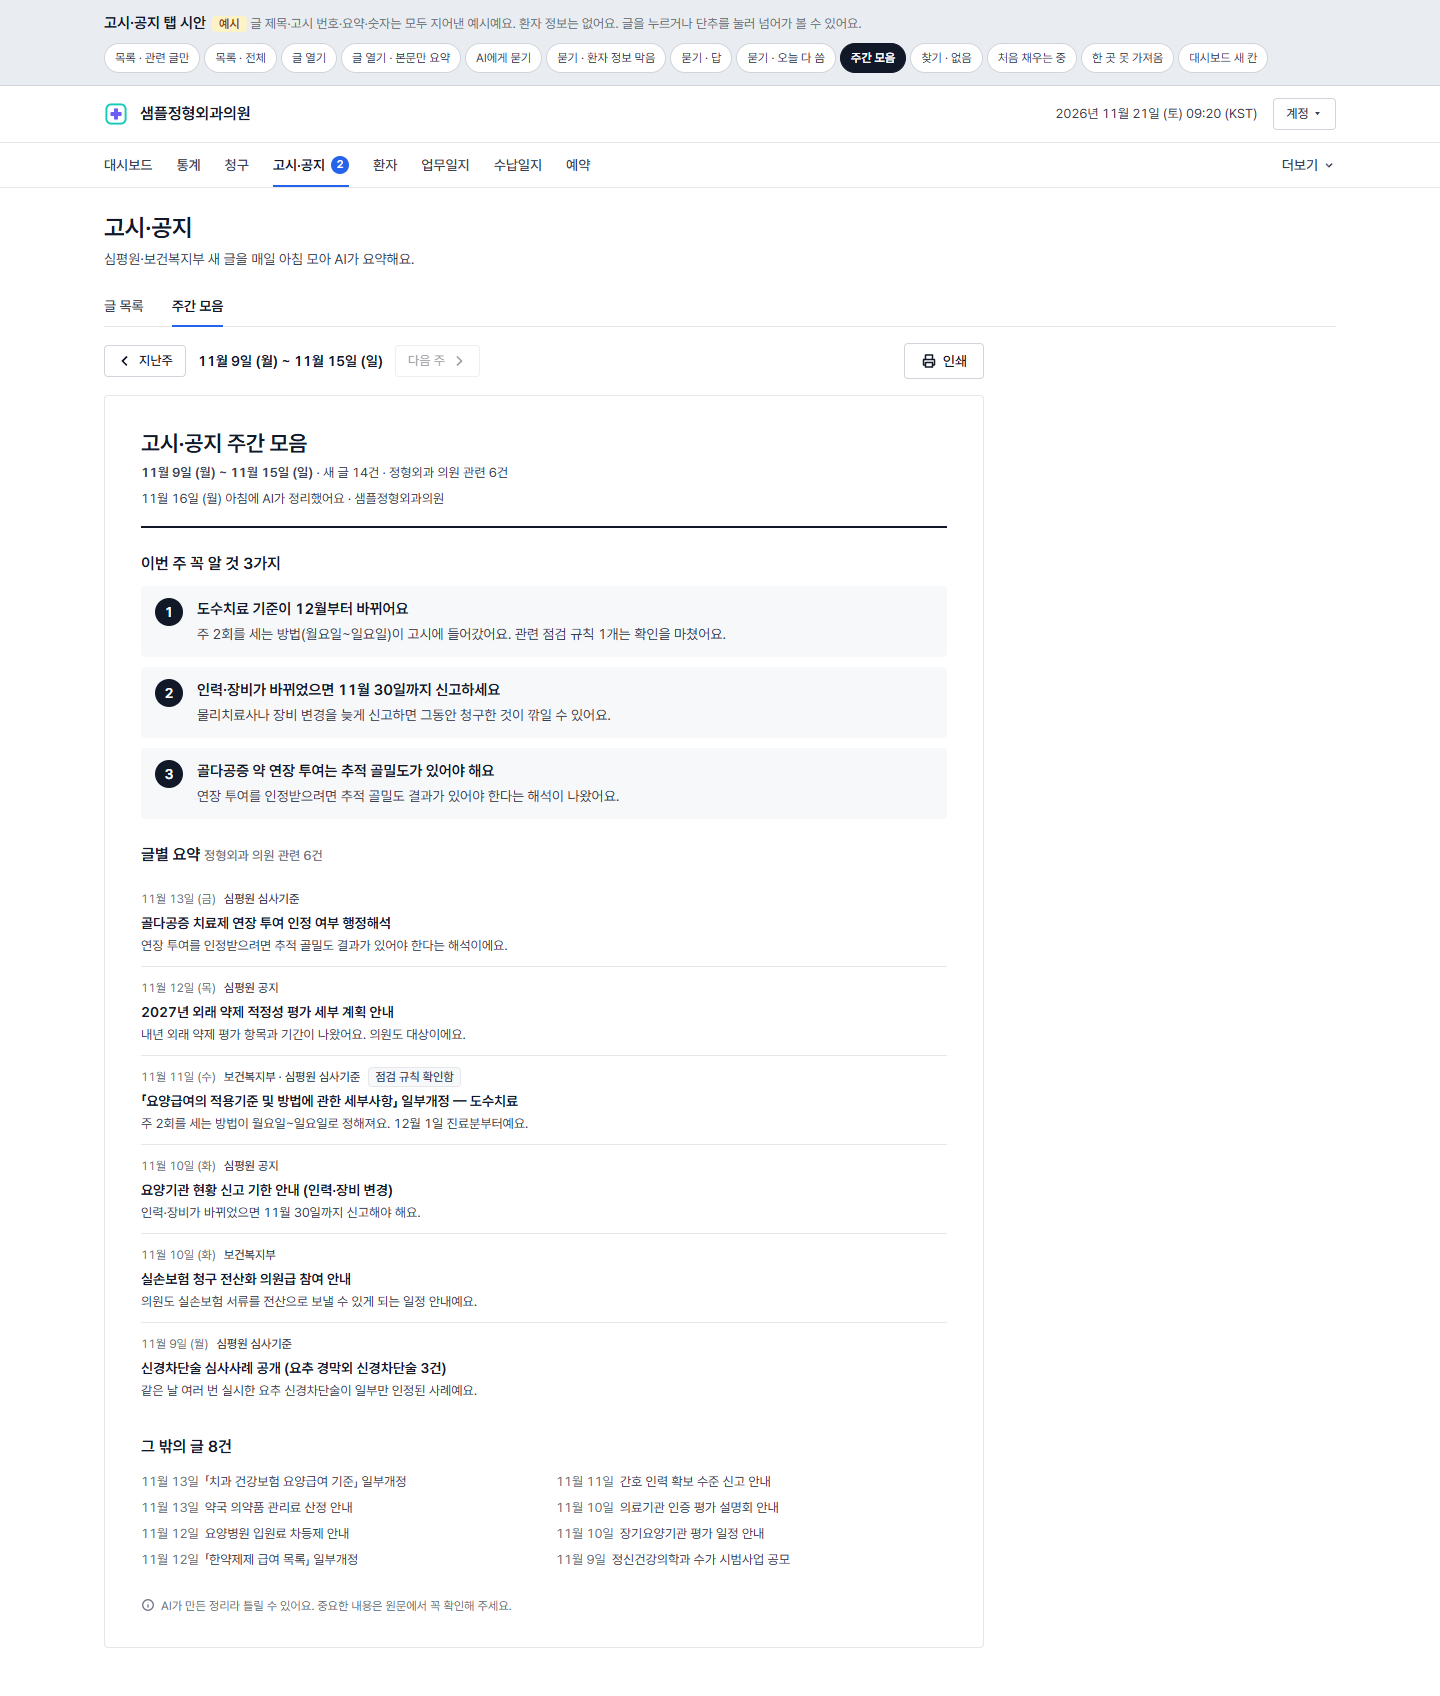 고시·공지 탭 시안 예시 글 제목·고시 번호·요약·숫자는 모두 지어낸 예시예요. 환자 정보는 없어요. 글을 누르거나 단추를 눌러 넘어가 볼 수 있어요.
목록 · 관련 글만 목록 · 전체 글 열기 글 열기 · 본문만 요약 AI에게 묻기 묻기 · 환자 정보 막음 묻기 · 답 묻기 · 오늘 다 씀 주간 모음 찾기 · 없음 처음 채우는 중 한 곳 못 가져옴 대시보드 새 칸
샘플정형외과의원 2026년 11월 21일 (토) 09:20 (KST) 계정
대시보드 통계 청구 고시·공지 2 환자 업무일지 수납일지 예약 더보기
고시·공지
심평원·보건복지부 새 글을 매일 아침 모아 AI가 요약해요.
글 목록 주간 모음
지난주 11월 9일 (월) ~ 11월 15일 (일) 다음 주 인쇄
고시·공지 주간 모음
11월 9일 (월) ~ 11월 15일 (일) · 새 글 14건 · 정형외과 의원 관련 6건
11월 16일 (월) 아침에 AI가 정리했어요 · 샘플정형외과의원
이번 주 꼭 알 것 3가지
1 도수치료 기준이 12월부터 바뀌어요
주 2회를 세는 방법(월요일~일요일)이 고시에 들어갔어요. 관련 점검 규칙 1개는 확인을 마쳤어요.
2 인력·장비가 바뀌었으면 11월 30일까지 신고하세요
물리치료사나 장비 변경을 늦게 신고하면 그동안 청구한 것이 깎일 수 있어요.
3 골다공증 약 연장 투여는 추적 골밀도가 있어야 해요
연장 투여를 인정받으려면 추적 골밀도 결과가 있어야 한다는 해석이 나왔어요.
글별 요약 정형외과 의원 관련 6건
11월 13일 (금) 심평원 심사기준
골다공증 치료제 연장 투여 인정 여부 행정해석
연장 투여를 인정받으려면 추적 골밀도 결과가 있어야 한다는 해석이에요.
11월 12일 (목) 심평원 공지
2027년 외래 약제 적정성 평가 세부 계획 안내
내년 외래 약제 평가 항목과 기간이 나왔어요. 의원도 대상이에요.
11월 11일 (수) 보건복지부 · 심평원 심사기준 점검 규칙 확인함
「요양급여의 적용기준 및 방법에 관한 세부사항」 일부개정 — 도수치료
주 2회를 세는 방법이 월요일~일요일로 정해져요. 12월 1일 진료분부터예요.
11월 10일 (화) 심평원 공지
요양기관 현황 신고 기한 안내 (인력·장비 변경)
인력·장비가 바뀌었으면 11월 30일까지 신고해야 해요.
11월 10일 (화) 보건복지부
실손보험 청구 전산화 의원급 참여 안내
의원도 실손보험 서류를 전산으로 보낼 수 있게 되는 일정 안내예요.
11월 9일 (월) 심평원 심사기준
신경차단술 심사사례 공개 (요추 경막외 신경차단술 3건)
같은 날 여러 번 실시한 요추 신경차단술이 일부만 인정된 사례예요.
그 밖의 글 8건
11월 13일 「치과 건강보험 요양급여 기준」 일부개정
11월 13일 약국 의약품 관리료 산정 안내
11월 12일 요양병원 입원료 차등제 안내
11월 12일 「한약제제 급여 목록」 일부개정
11월 11일 간호 인력 확보 수준 신고 안내
11월 10일 의료기관 인증 평가 설명회 안내
11월 10일 장기요양기관 평가 일정 안내
11월 9일 정신건강의학과 수가 시범사업 공모
AI가 만든 정리라 틀릴 수 있어요. 중요한 내용은 원문에서 꼭 확인해 주세요.